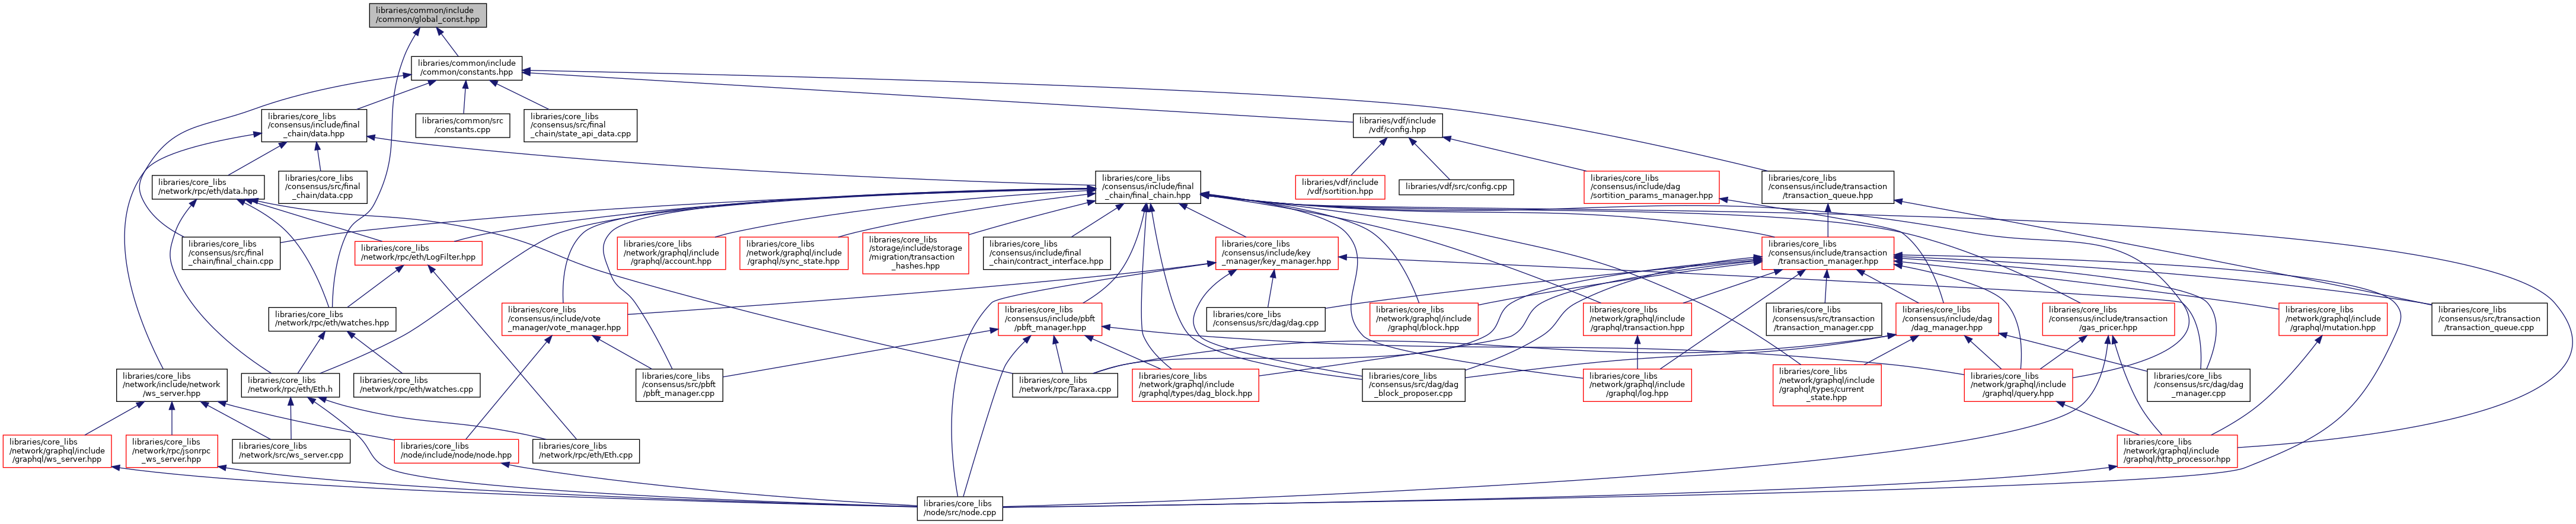 libraries/common/include
/common/global_const.hpp
libraries/common/include
/common/constants.hpp
libraries/core_libs
/consensus/include/final
_chain/data.hpp
libraries/common/src
/constants.cpp
libraries/core_libs
/consensus/src/final
_chain/state_api_data.cpp
libraries/vdf/include
/vdf/config.hpp
libraries/core_libs
/network/rpc/eth/data.hpp
libraries/core_libs
/consensus/src/final
_chain/data.cpp
libraries/core_libs
/consensus/include/final
_chain/final_chain.hpp
libraries/vdf/include
/vdf/sortition.hpp
libraries/vdf/src/config.cpp
libraries/core_libs
/consensus/include/dag
/sortition_params_manager.hpp
libraries/core_libs
/consensus/include/transaction
/transaction_queue.hpp
libraries/core_libs
/consensus/src/final
_chain/final_chain.cpp
libraries/core_libs
/network/rpc/eth/LogFilter.hpp
libraries/core_libs
/network/graphql/include
/graphql/account.hpp
libraries/core_libs
/network/graphql/include
/graphql/sync_state.hpp
libraries/core_libs
/storage/include/storage
/migration/transaction
_hashes.hpp
libraries/core_libs
/consensus/include/final
_chain/contract_interface.hpp
libraries/core_libs
/consensus/include/key
_manager/key_manager.hpp
libraries/core_libs
/consensus/include/transaction
/transaction_manager.hpp
libraries/core_libs
/network/rpc/eth/watches.hpp
libraries/core_libs
/consensus/include/vote
_manager/vote_manager.hpp
libraries/core_libs
/consensus/include/pbft
/pbft_manager.hpp
libraries/core_libs
/consensus/src/dag/dag.cpp
libraries/core_libs
/network/graphql/include
/graphql/block.hpp
libraries/core_libs
/network/graphql/include
/graphql/transaction.hpp
libraries/core_libs
/consensus/src/transaction
/transaction_manager.cpp
libraries/core_libs
/consensus/include/dag
/dag_manager.hpp
libraries/core_libs
/consensus/include/transaction
/gas_pricer.hpp
libraries/core_libs
/network/graphql/include
/graphql/mutation.hpp
libraries/core_libs
/consensus/src/transaction
/transaction_queue.cpp
libraries/core_libs
/network/include/network
/ws_server.hpp
libraries/core_libs
/network/rpc/eth/Eth.h
libraries/core_libs
/network/rpc/eth/watches.cpp
libraries/core_libs
/consensus/src/pbft
/pbft_manager.cpp
libraries/core_libs
/network/rpc/Taraxa.cpp
libraries/core_libs
/network/graphql/include
/graphql/types/dag_block.hpp
libraries/core_libs
/consensus/src/dag/dag
_block_proposer.cpp
libraries/core_libs
/network/graphql/include
/graphql/log.hpp
libraries/core_libs
/network/graphql/include
/graphql/types/current
_state.hpp
libraries/core_libs
/network/graphql/include
/graphql/query.hpp
libraries/core_libs
/consensus/src/dag/dag
_manager.cpp
libraries/core_libs
/network/graphql/include
/graphql/ws_server.hpp
libraries/core_libs
/network/rpc/jsonrpc
_ws_server.hpp
libraries/core_libs
/network/src/ws_server.cpp
libraries/core_libs
/node/include/node/node.hpp
libraries/core_libs
/network/rpc/eth/Eth.cpp
libraries/core_libs
/network/graphql/include
/graphql/http_processor.hpp
libraries/core_libs
/node/src/node.cpp